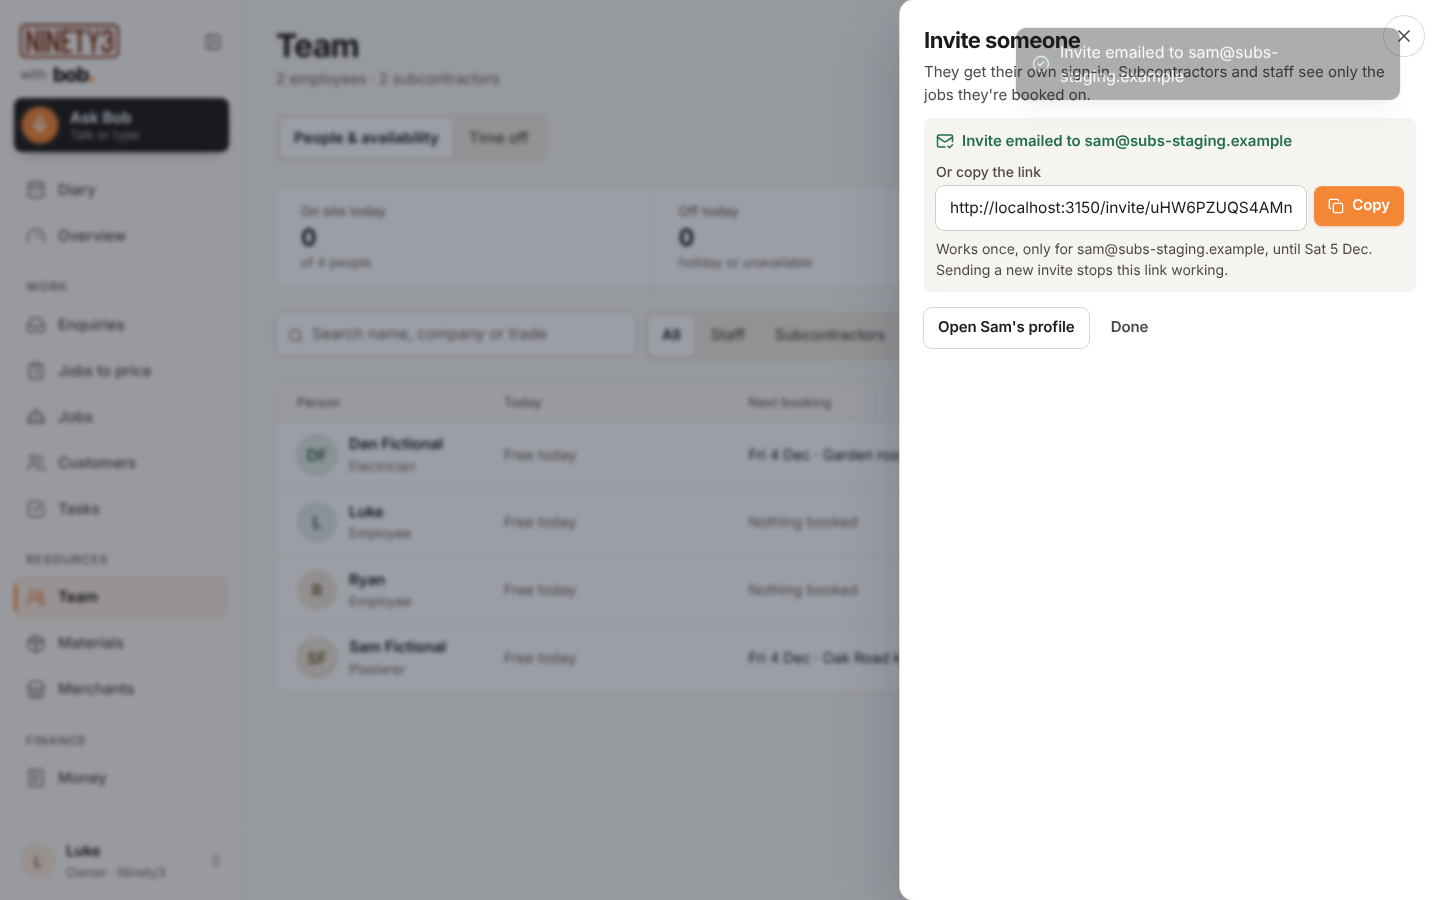 NINETY3
with bob.
Ask Bob
Talk or type
Diary
Overview
WORK
Enquiries
Jobs to price
Jobs
Customers
Tasks
RESOURCES
Team
Materials
Merchants
FINANCE
Money
Luke
Owner · Ninety3
Team
2 employees · 2 subcontractors
People & availability
Time off
On site today
0
of 4 people
Off today
0
holiday or unavailable
Search name, company or trade
All
Staff
Subcontractors
Person
Today
Next booking
DF
Dan Fictional
Electrician
Free today
Fri 4 Dec · Garden
L
Luke
Employee
Free today
Nothing booked
R
Ryan
Employee
Free today
Nothing booked
SF
Sam Fictional
Plasterer
Free today
Fri 4 Dec · Oak Road
Invite someone
They get their own sign-in. Subcontractors and staff see only the
jobs they're booked on.
Invite emailed to sam@subs-
staging.example
Invite emailed to sam@subs-staging.example
Or copy the link
http://localhost:3150/invite/uHW6PZUQS4AMn
Copy
Works once, only for sam@subs-staging.example, until Sat 5 Dec.
Sending a new invite stops this link working.
Open Sam's profile
Done